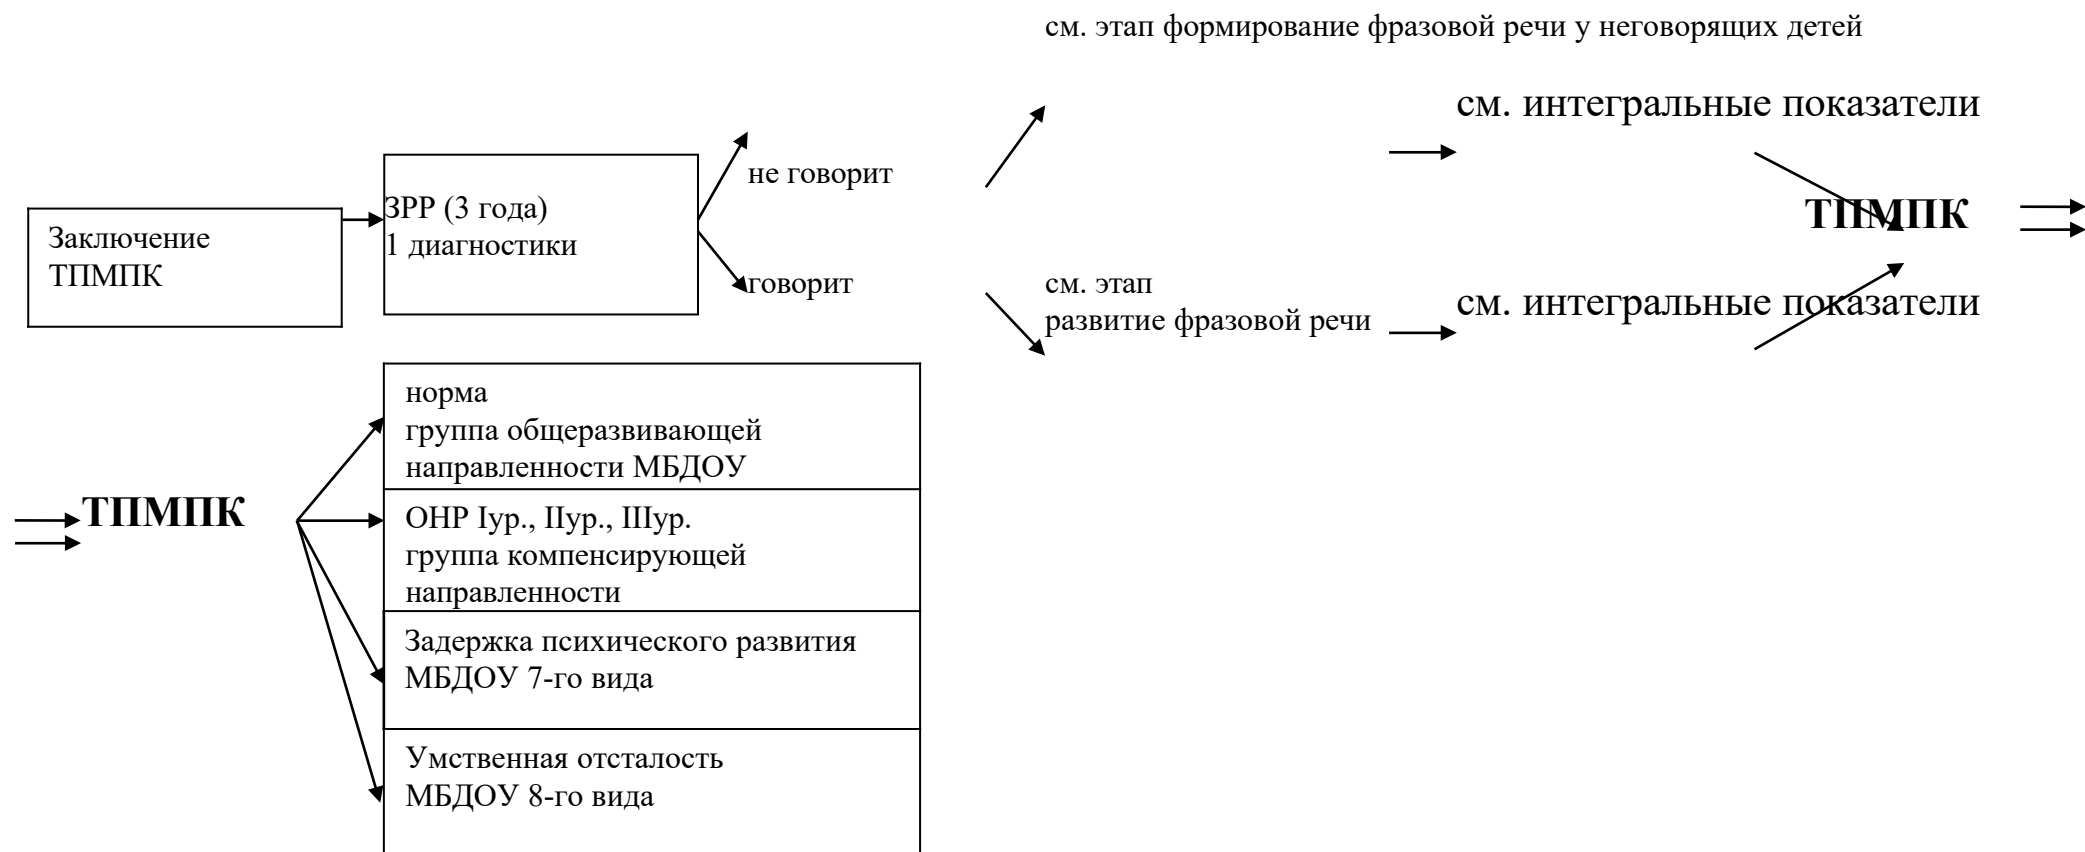 см. этап формирование фразовой речи у неговорящих детей
см. интегральные показатели
не говорит
ЗРР (3 года)
1 диагностики
Заключение
ТПМПК
ТПМПК
говорит
см. этап
развитие фразовой речи
см. интегральные показатели
норма
группа общеразвивающей
направленности МБДОУ
ТПМПК
ОНР Iур., IIур., IIIур.
группа компенсирующей
направленности
Задержка психического развития
МБДОУ 7-го вида
Умственная отсталость
МБДОУ 8-го вида